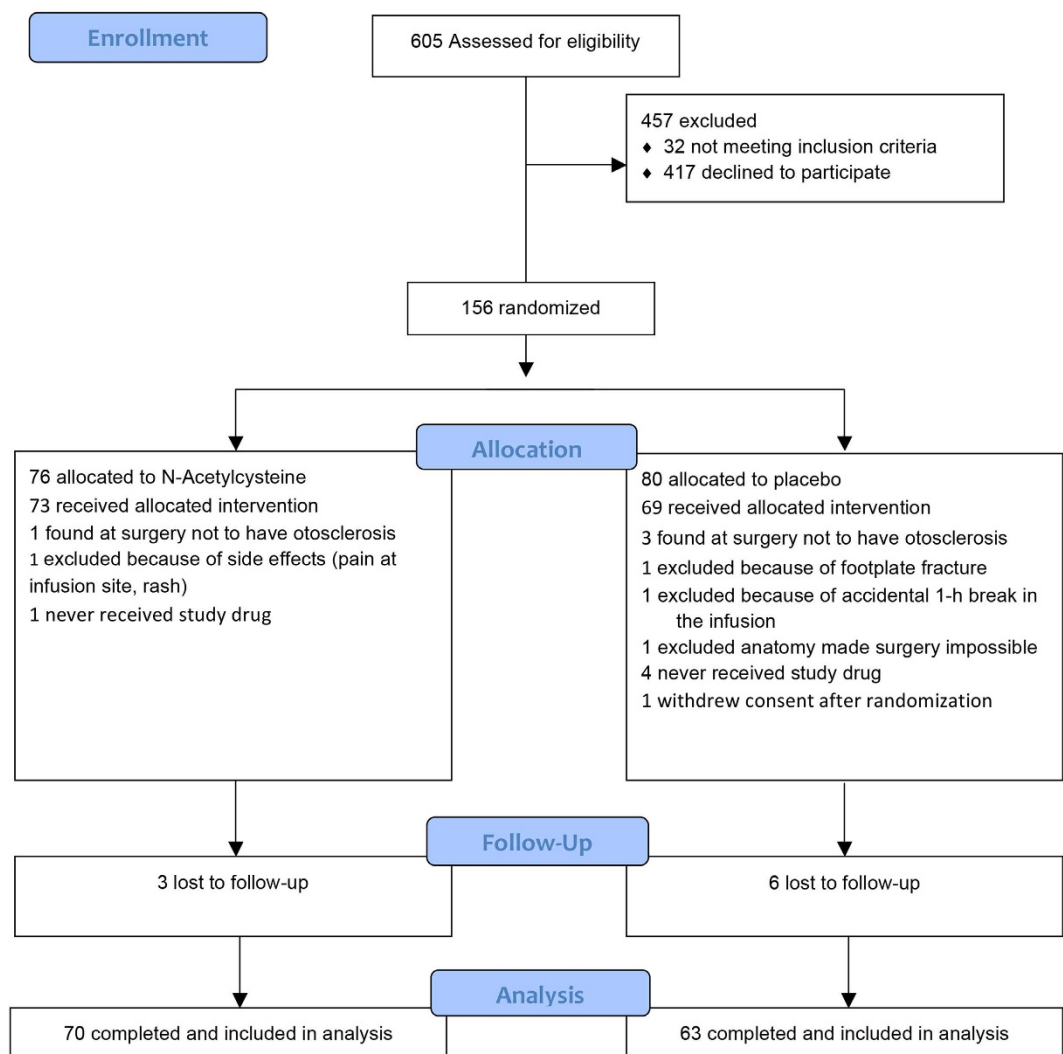 Enrollment
605 Assessed for eligibility
457 excluded
♦ 32 not meeting inclusion criteria
♦ 417 declined to participate
156 randomized
Allocation
76 allocated to N-Acetylcysteine
73 received allocated intervention
1 found at surgery not to have otosclerosis
1 excluded because of side effects (pain at
infusion site, rash)
1 never received study drug
80 allocated to placebo
69 received allocated intervention
3 found at surgery not to have otosclerosis
1 excluded because of footplate fracture
1 excluded because of accidental 1-h break in
the infusion
1 excluded anatomy made surgery impossible
4 never received study drug
1 withdrew consent after randomization
Follow-Up
3 lost to follow-up
6 lost to follow-up
Analysis
70 completed and included in analysis
63 completed and included in analysis